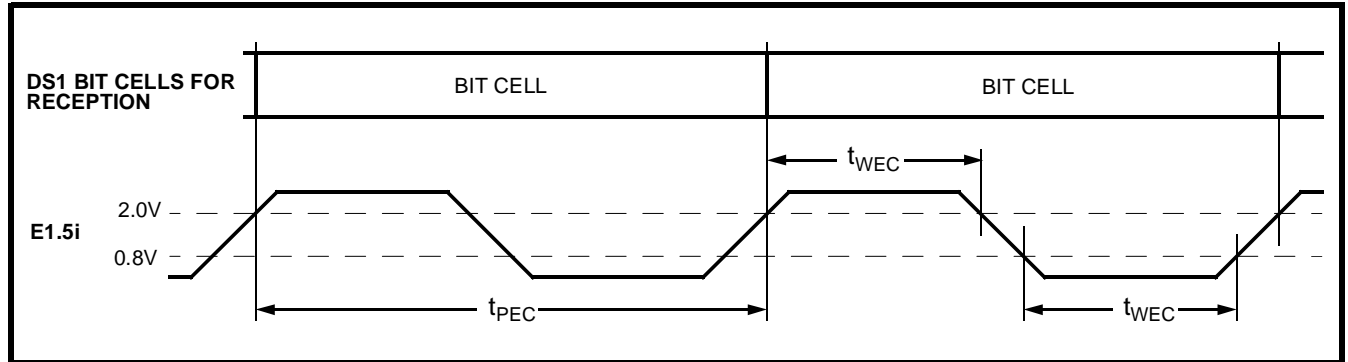 DS1 BIT CELLS FOR
RECEPTION
BIT CELL
BIT CELL
tWEC
E1.5i
2.0V
0.8V
tPEC
tWEC